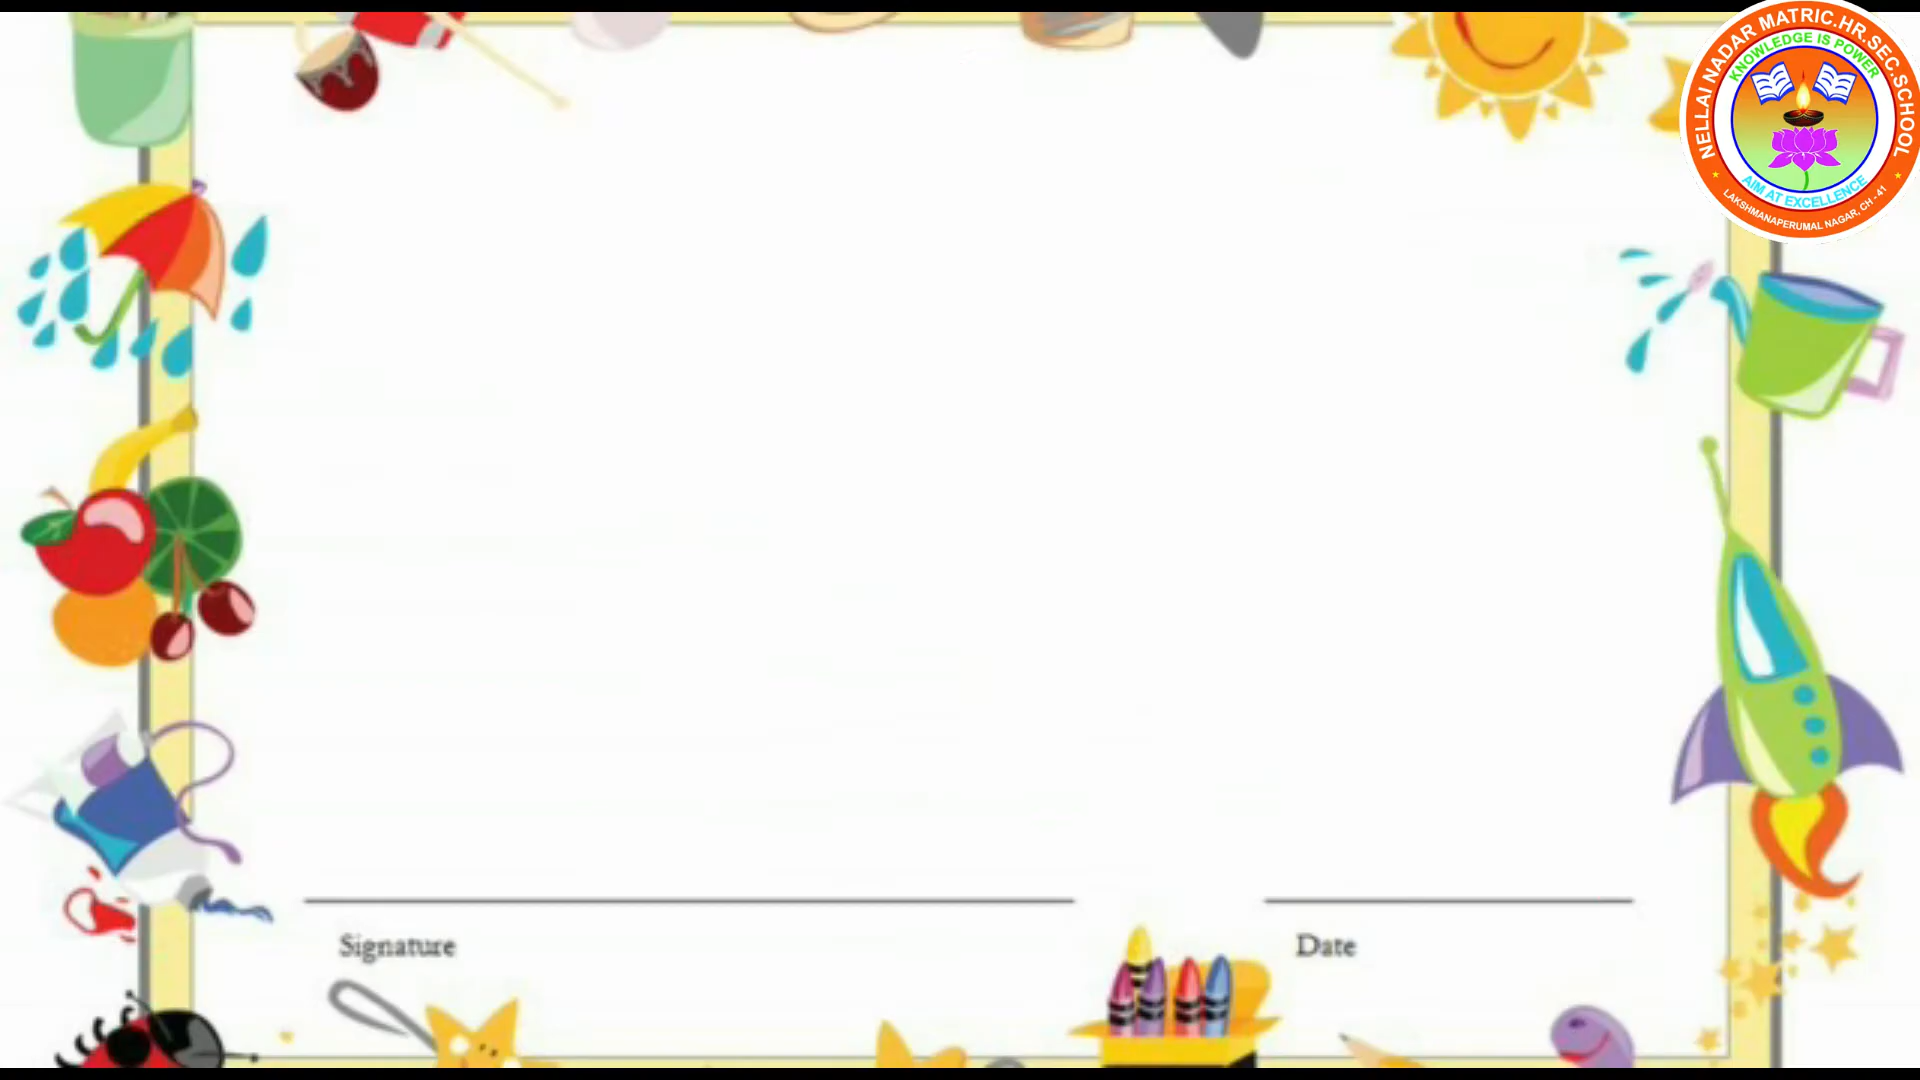 NELLAI NADAR MATRIC.HR.SEC.SCHOOL
KNOWLEDGE IS POWER
AIM AT EXCELLENCE
LAKSHMANAPERUMAL NAGAR, CH - 41
Signature
Date